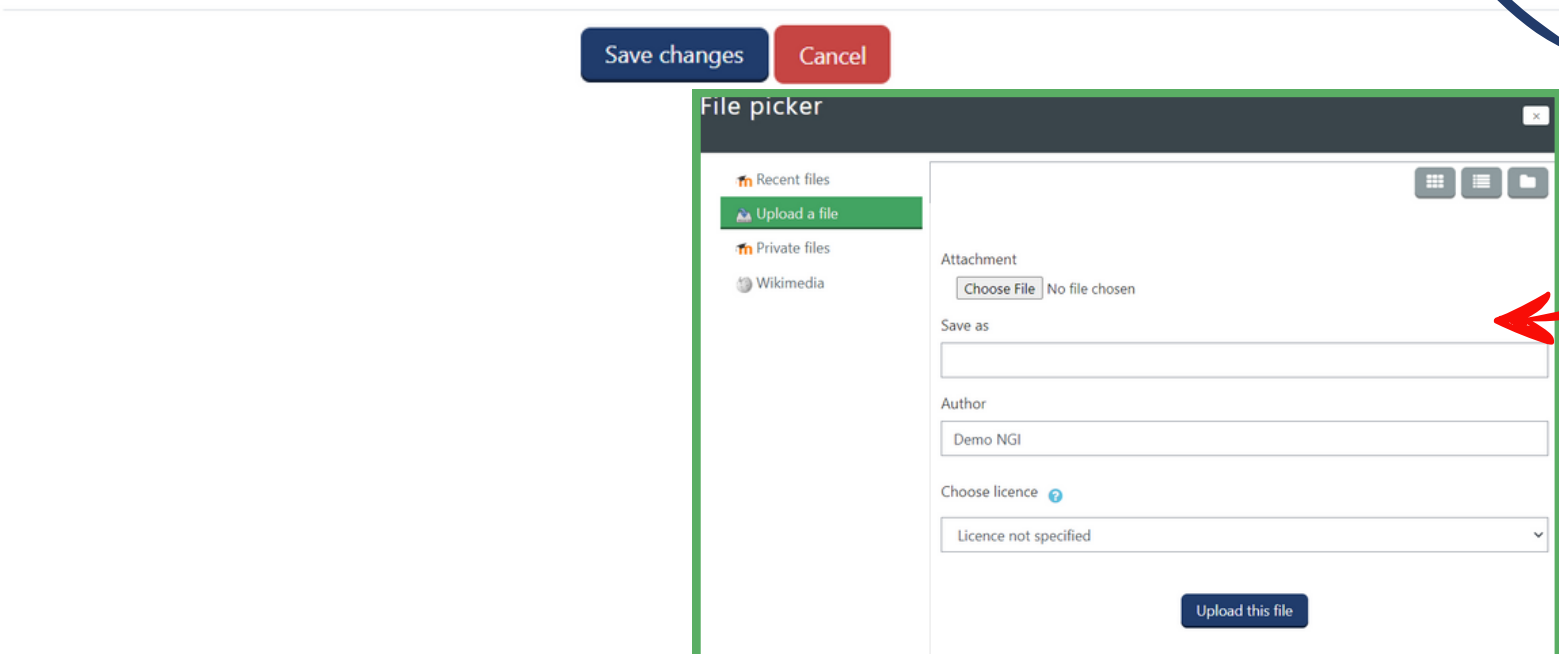 Save changes Cancel
File picker
Recent files
Upload a file
Private files
Wikimedia
Attachment
Choose File No file chosen
Save as
Author
Demo NGI
Choose licence
Licence not specified
Upload this file